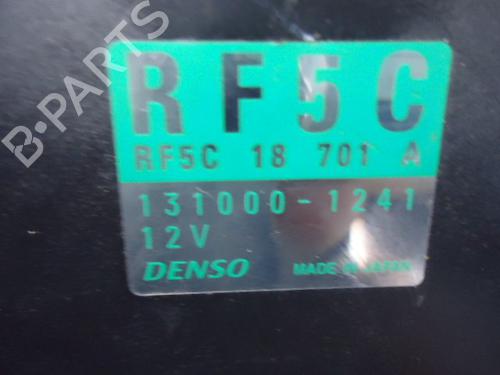 B-PARTS
RF5C
RF5C 18 701 A
131000-1241
12V
DENSO MADE IN JAPAN